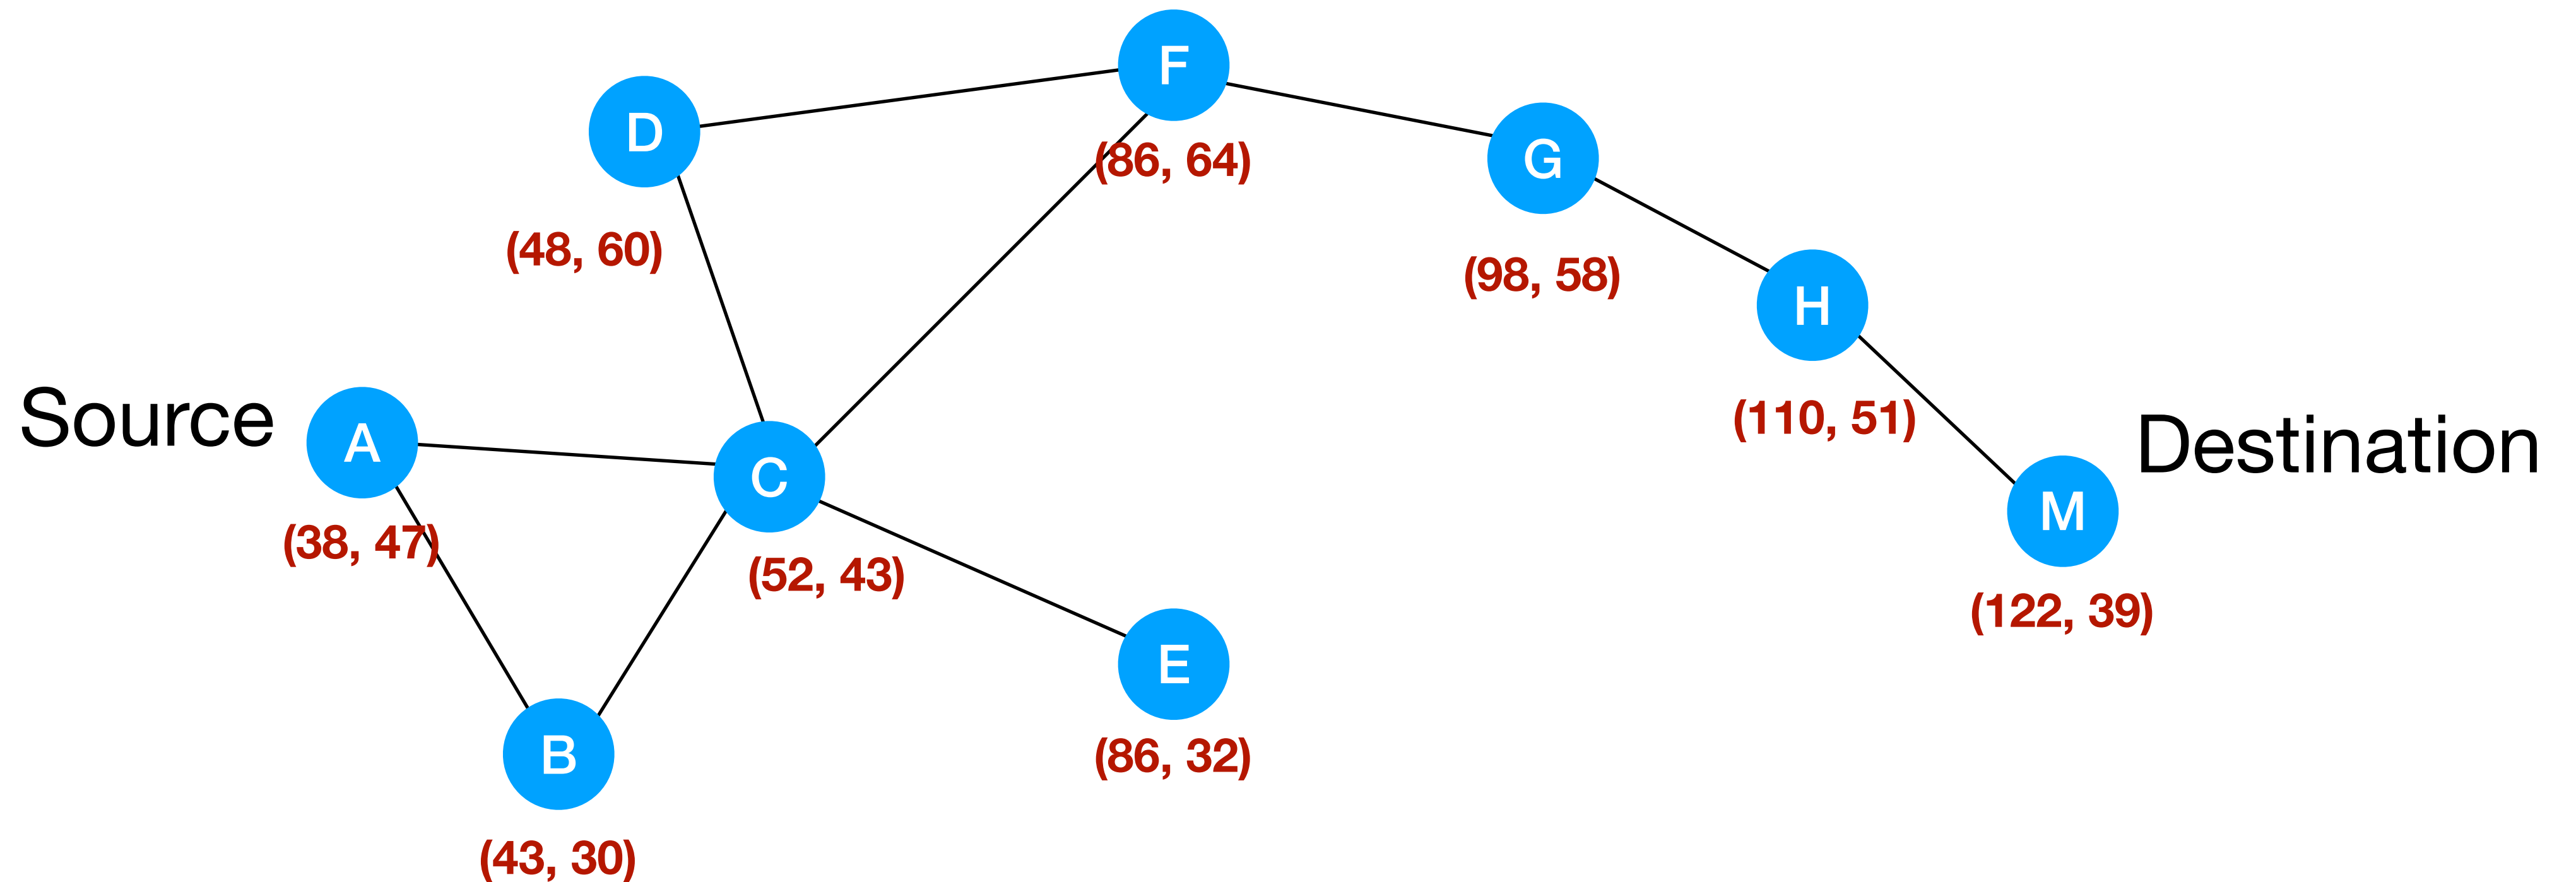 F
D
(86, 64)
G
(48, 60)
(98, 58)
H
Source
A
(110, 51)
Destination
C
M
(38, 47)
(52, 43)
(122, 39)
E
B
(86, 32)
(43, 30)